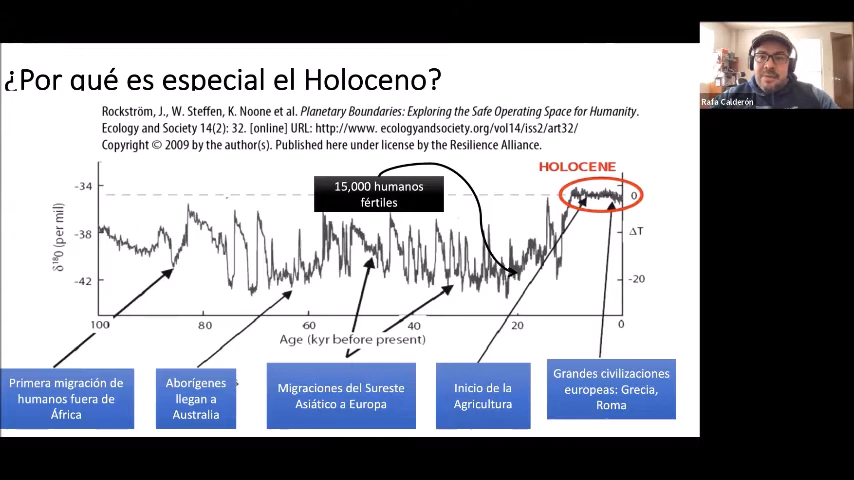 ¿Por qué es especial el Holoceno?
Rafa Calderón
Rockström, J., W. Steffen, K. Noone et al. Planetary Boundaries: Exploring the Safe Operating Space for Humanity.
Ecology and Society 14(2): 32. [online] URL: http://www. ecologyandsociety.org/vol14/iss2/art32/
Copyright © 2009 by the author(s). Published here under license by the Resilience Alliance.
HOLOCENE
15,000 humanos
fértiles
-34
-38
-42
δ¹⁸O (per mil)
0
ΔT
-20
100
80
60
40
20
0
Age (kyr before present)
Primera migración de
humanos fuera de
África
Aborígenes
llegan a
Australia
Migraciones del Sureste
Asiático a Europa
Inicio de la
Agricultura
Grandes civilizaciones
europeas: Grecia,
Roma